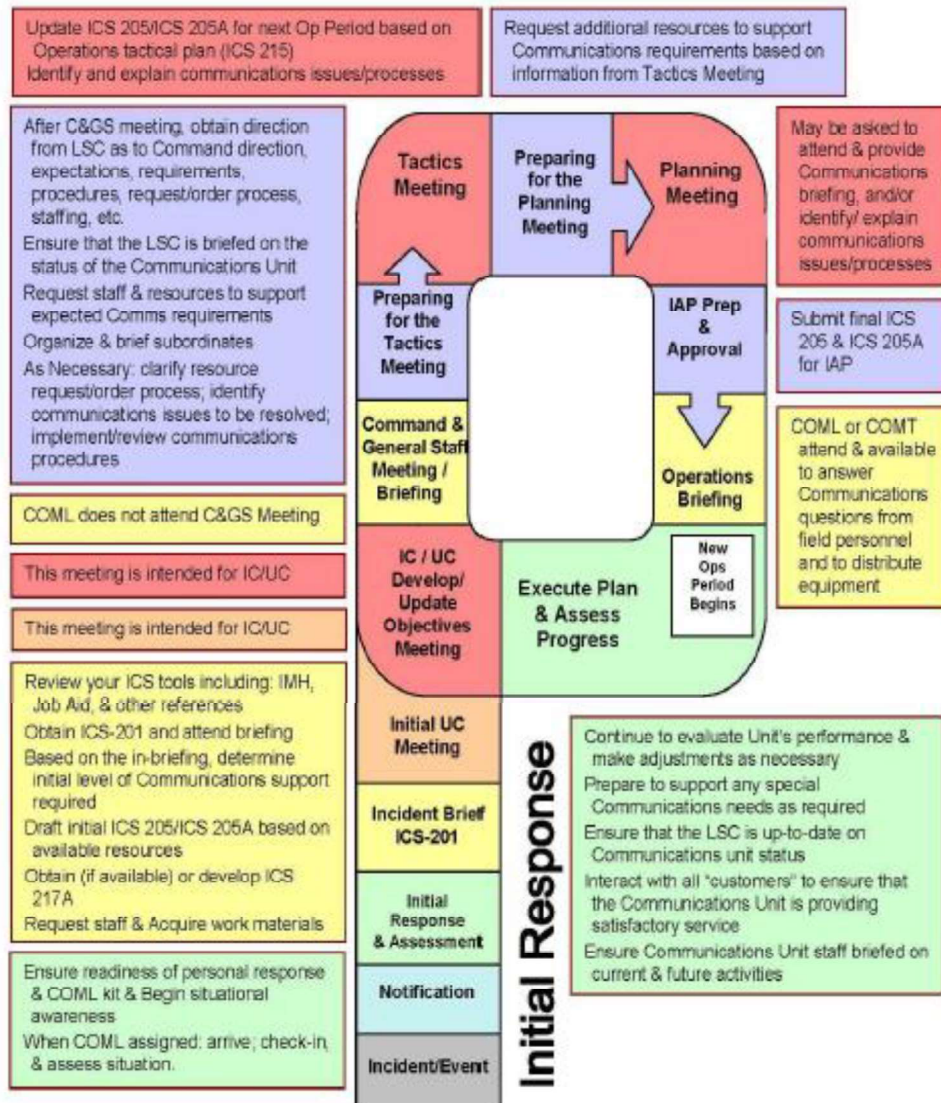 Update ICS 205/ICS 205A for next Op Period based on
Operations tactical plan (ICS 215)
Identify and explain communications issues/processes
Request additional resources to support
Communications requirements based on
information from Tactics Meeting
After C&GS meeting, obtain direction
from LSC as to Command direction,
expectations, requirements,
procedures, request/order process,
staffing, etc.
Ensure that the LSC is briefed on the
status of the Communications Unit
Request staff & resources to support
expected Comms requirements
Organize & brief subordinates
As Necessary: clarify resource
request/order process; identify
communications issues to be resolved;
implement/review communications
procedures
COML does not attend C&GS Meeting
This meeting is intended for IC/UC
This meeting is intended for IC/UC
Review your ICS tools including: IMH,
Job Aid, & other references
Obtain ICS-201 and attend briefing
Based on the in-briefing, determine
initial level of Communications support
required
Draft initial ICS 205/ICS 205A based on
available resources
Obtain (if available) or develop ICS
217A
Request staff & Acquire work materials
Ensure readiness of personal response
& COML kit & Begin situational
awareness
When COML assigned: arrive; check-in,
& assess situation.
Tactics
Meeting
Preparing
for the
Planning
Meeting
Planning
Meeting
Preparing
for the
Tactics
Meeting
IAP Prep
&
Approval
Command &
General Staff
Meeting /
Briefing
Operations
Briefing
IC / UC
Develop/
Update
Objectives
Meeting
Execute Plan
& Assess
Progress
New
Ops
Period
Begins
Initial UC
Meeting
Incident Brief
ICS-201
Initial
Response
& Assessment
Notification
Incident/Event
Initial Response
May be asked to
attend & provide
Communications
briefing, and/or
identify/ explain
communications
issues/processes
Submit final ICS
205 & ICS 205A
for IAP
COML or COMT
attend & available
to answer
Communications
questions from
field personnel
and to distribute
equipment
Continue to evaluate Unit's performance &
make adjustments as necessary
Prepare to support any special
Communications needs as required
Ensure that the LSC is up-to-date on
Communications unit status
Interact with all "customers" to ensure that
the Communications Unit is providing
satisfactory service
Ensure Communications Unit staff briefed on
current & future activities